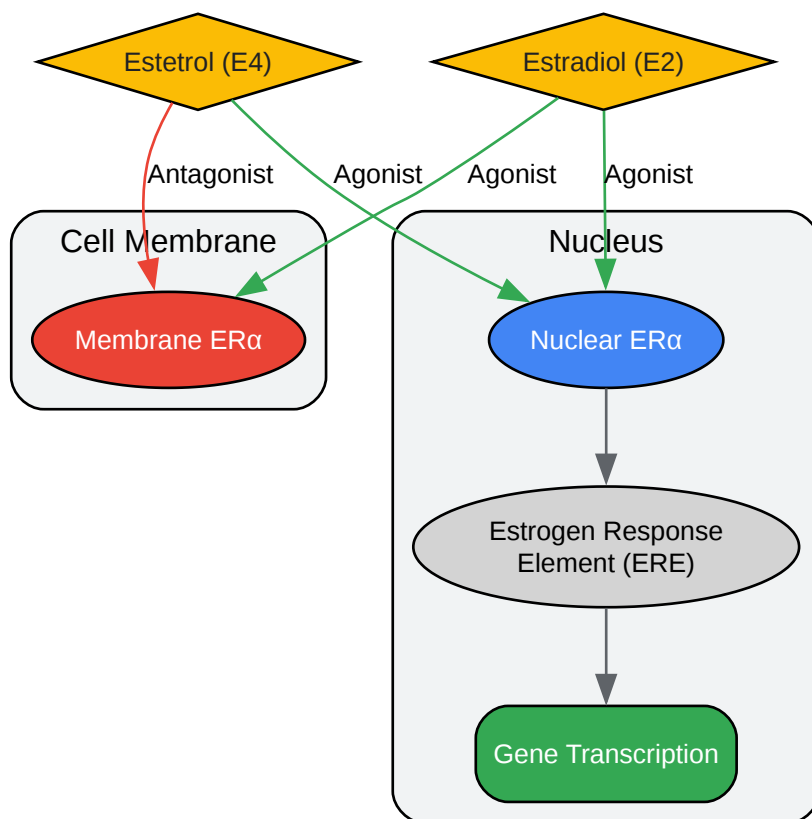 Estetrol (E4)
Estradiol (E2)
Antagonist
Agonist
Agonist
Agonist
Cell Membrane
Nucleus
Membrane ERα
Nuclear ERα
Estrogen Response
Element (ERE)
Gene Transcription